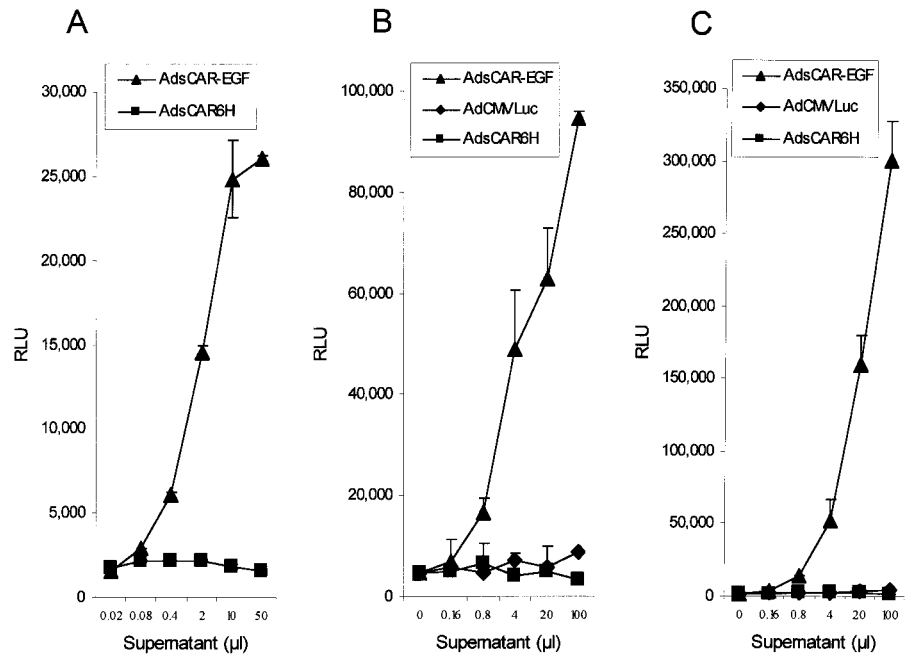 A
AdsCAR-EGF
AdsCAR6H
30,000
25,000
20,000
15,000
10,000
5,000
0
RLU
0.02 0.08 0.4 2 10 50
Supernatant (µl)
B
AdsCAR-EGF
AdCMVLuc
AdsCAR6H
100,000
80,000
60,000
40,000
20,000
0
RLU
0 0.16 0.8 4 20 100
Supernatant (µl)
C
AdsCAR-EGF
AdCMVLuc
AdsCAR6H
350,000
300,000
250,000
200,000
150,000
100,000
50,000
0
RLU
0 0.16 0.8 4 20 100
Supernatant (µl)